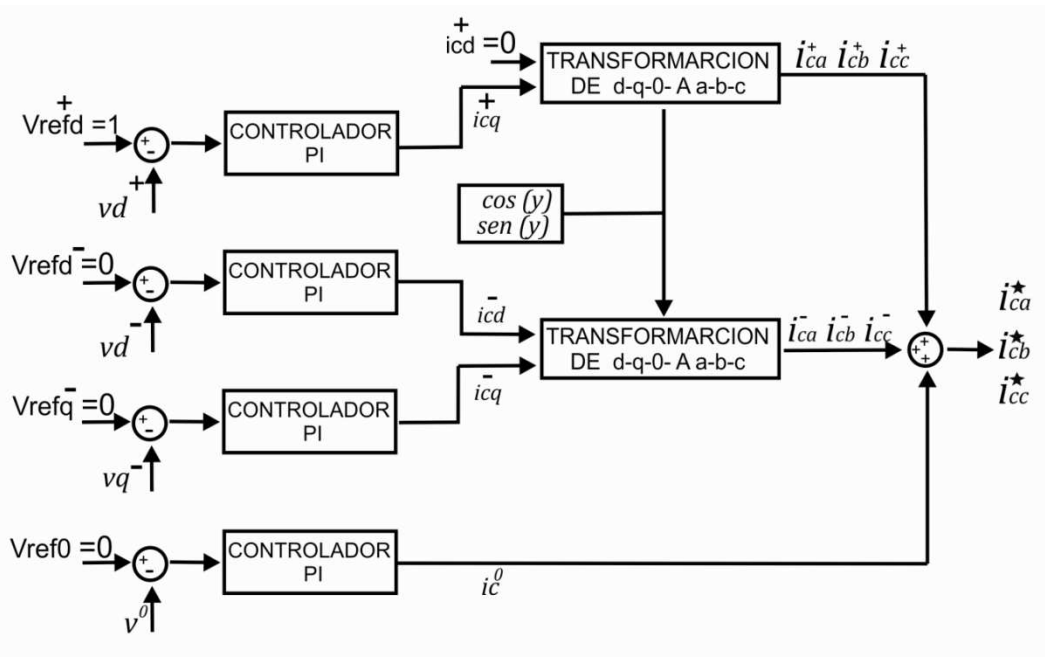 icd⁺ =0
TRANSFORMARCION
DE d-q-0- A a-b-c
i⁺ca i⁺cb i⁺cc
Vrefd⁺ =1
+
-
CONTROLADOR
PI
icq⁺
vd⁺
cos (y)
sen (y)
Vrefd⁻=0
+
-
CONTROLADOR
PI
icd⁻
vd⁻
TRANSFORMARCION
DE d-q-0- A a-b-c
i⁻ca i⁻cb i⁻cc
+
+ +
i★ca
i★cb
i★cc
Vrefq⁻=0
+
-
CONTROLADOR
PI
icq⁻
vq⁻
Vref0 =0
+
-
CONTROLADOR
PI
ic⁰
v⁰